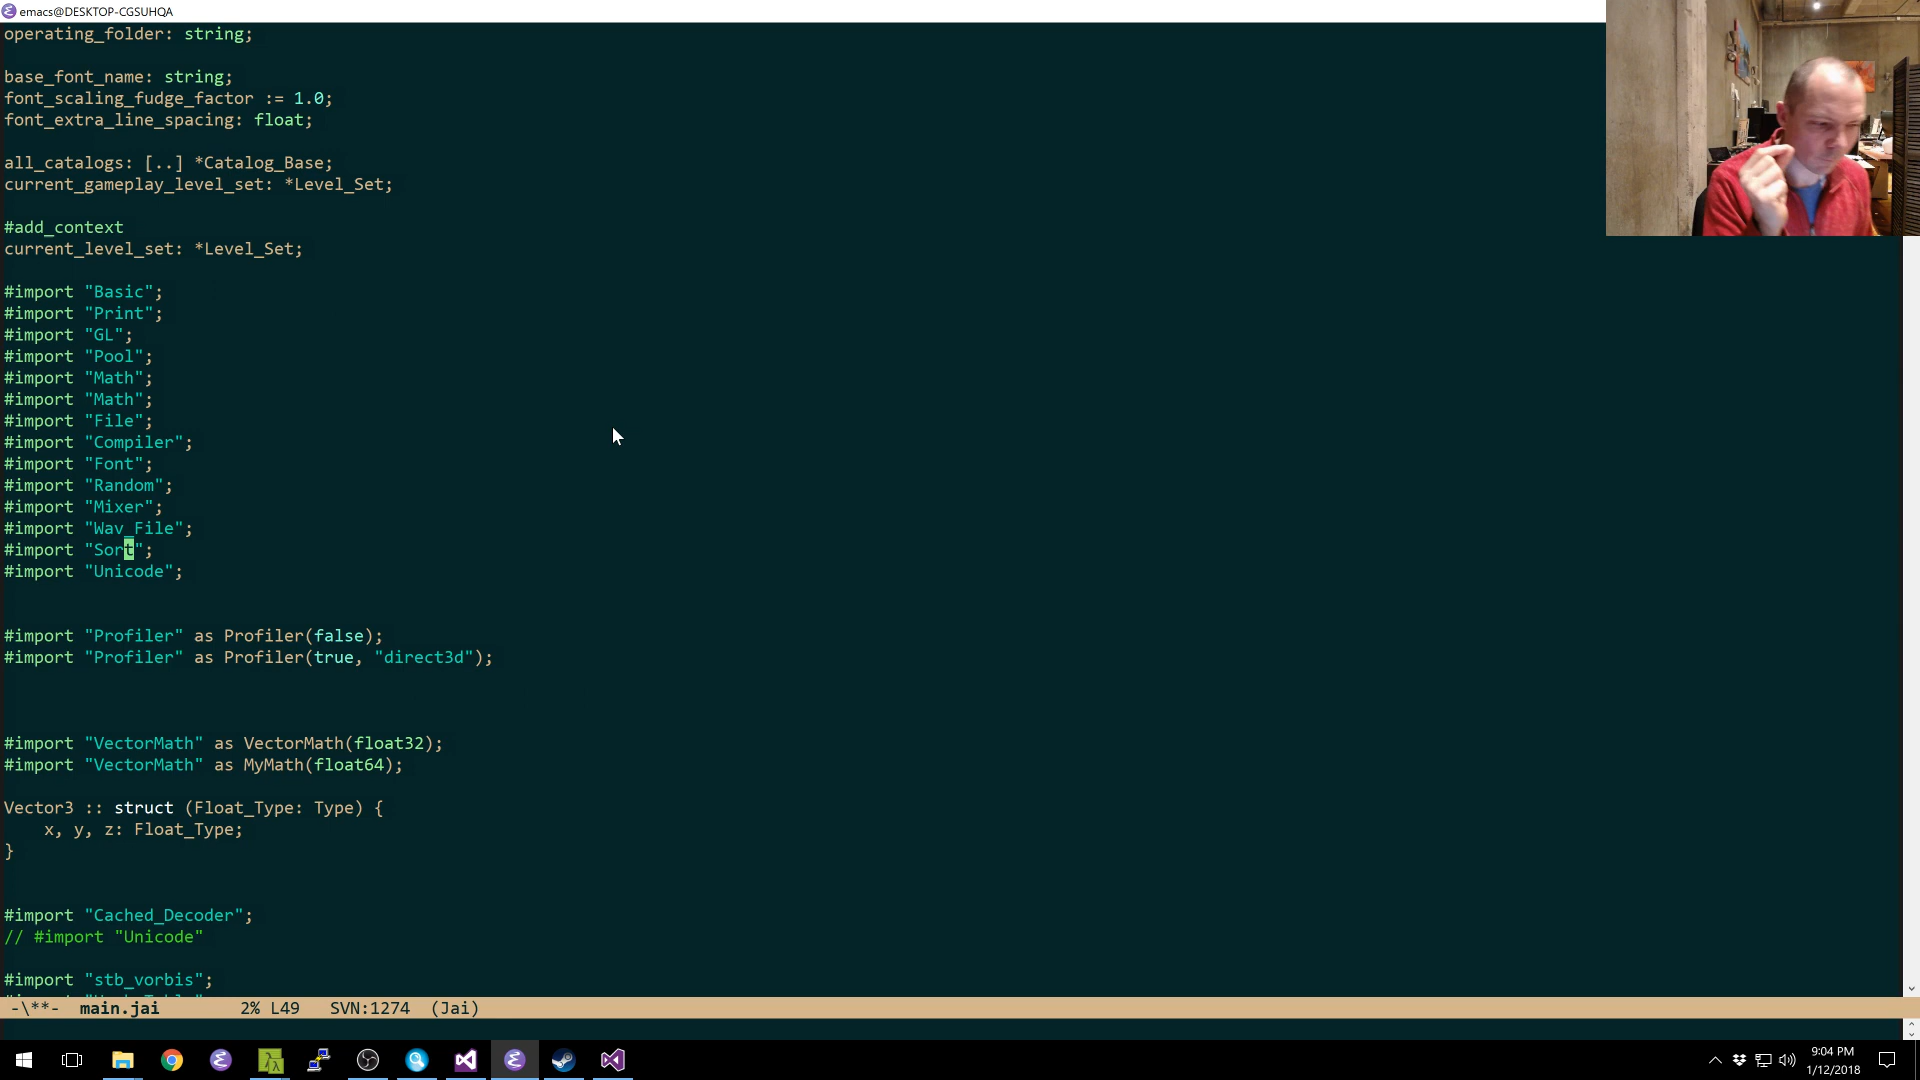 emacs@DESKTOP-CGSUHQA
operating_folder: string;
base_font_name: string;
font_scaling_fudge_factor := 1.0;
font_extra_line_spacing: float;
all_catalogs: [..] *Catalog_Base;
current_gameplay_level_set: *Level_Set;
#add_context
current_level_set: *Level_Set;
#import "Basic";
#import "Print";
#import "GL";
#import "Pool";
#import "Math";
#import "Math";
#import "File";
#import "Compiler";
#import "Font";
#import "Random";
#import "Mixer";
#import "Wav_File";
#import "Sort";
#import "Unicode";
#import "Profiler" as Profiler(false);
#import "Profiler" as Profiler(true, "direct3d");
#import "VectorMath" as VectorMath(float32);
#import "VectorMath" as MyMath(float64);
Vector3 :: struct (Float_Type: Type) {
    x, y, z: Float_Type;
}
#import "Cached_Decoder";
// #import "Unicode"
#import "stb_vorbis";
-\**-  main.jai        2% L49   SVN:1274  (Jai)
9:04 PM
1/12/2018